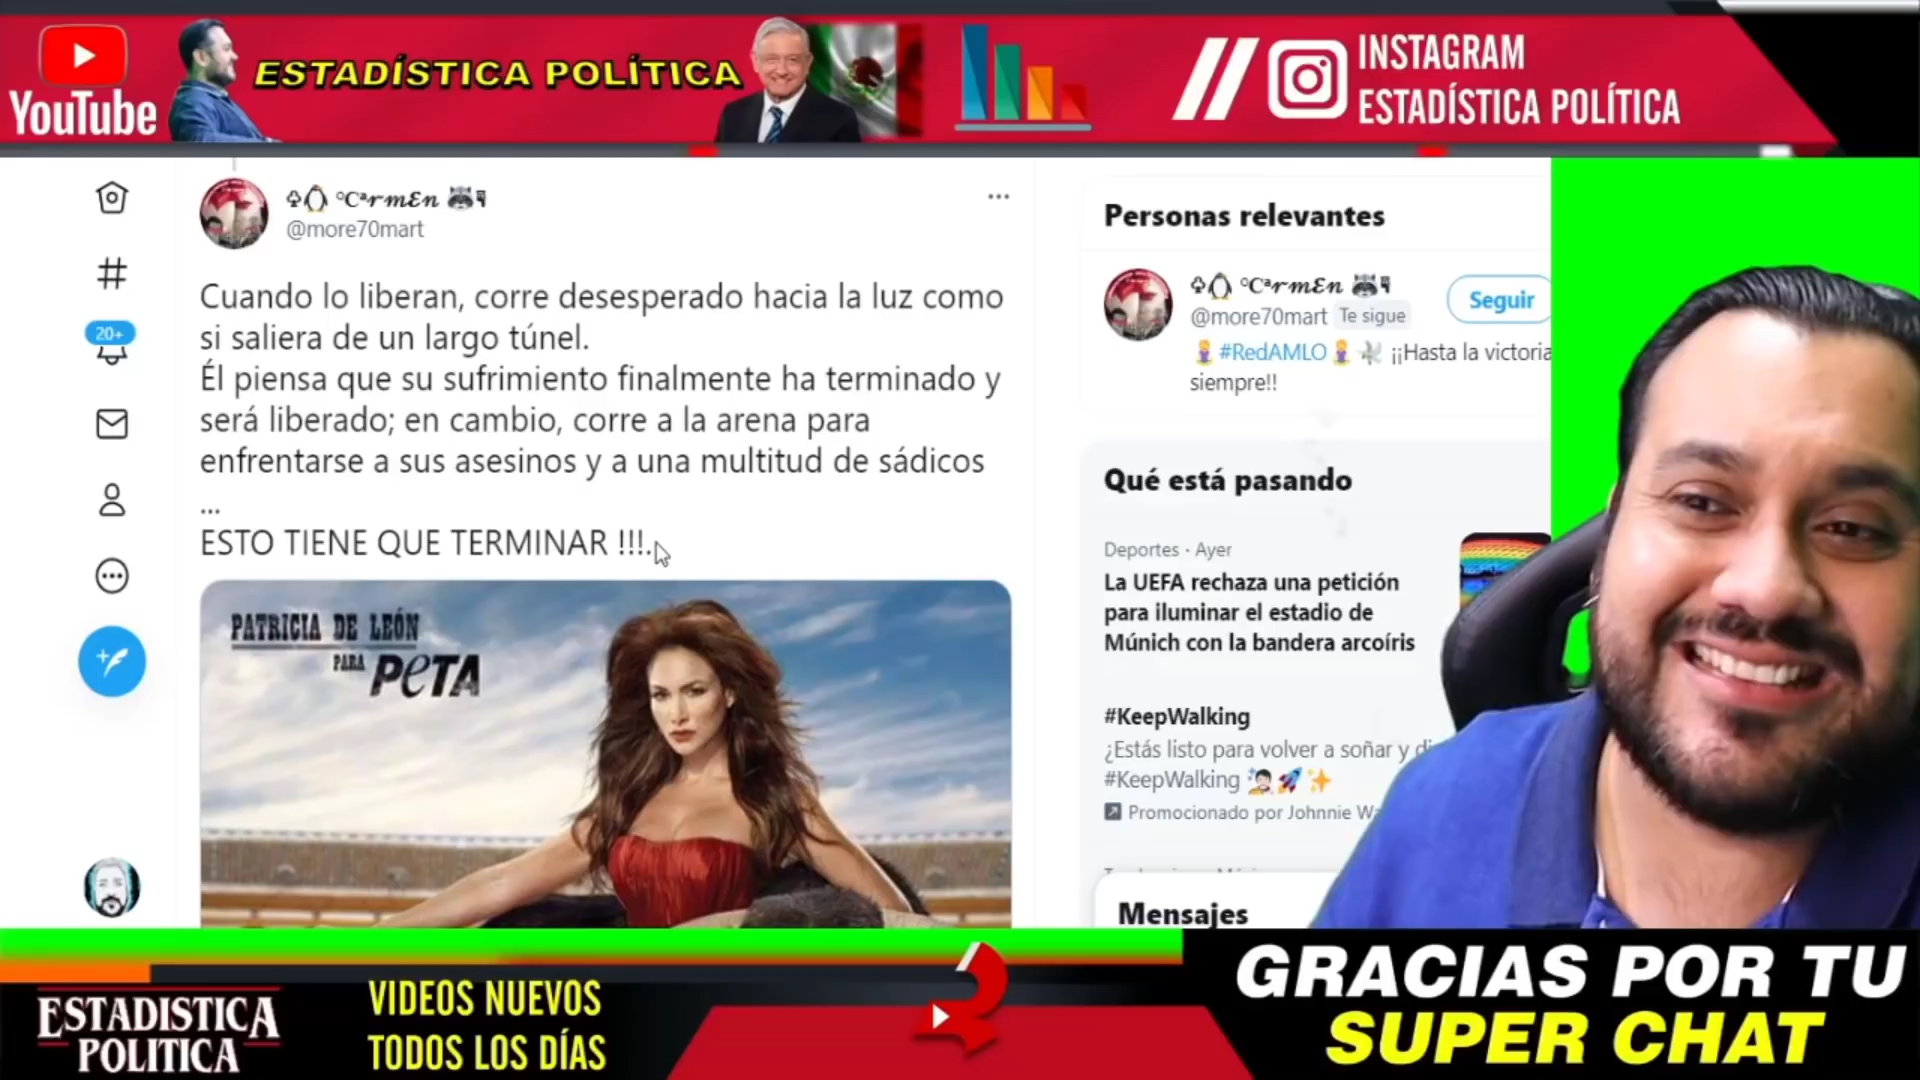 YouTube
ESTADÍSTICA POLÍTICA
INSTAGRAM
ESTADÍSTICA POLÍTICA
℃ᵃ𝓻𝓶𝓔𝓷
@more70mart
Cuando lo liberan, corre desesperado hacia la luz como
si saliera de un largo túnel.
Él piensa que su sufrimiento finalmente ha terminado y
será liberado; en cambio, corre a la arena para
enfrentarse a sus asesinos y a una multitud de sádicos
...
ESTO TIENE QUE TERMINAR !!!.
PATRICIA DE LEÓN
PARA PETA
20+
Personas relevantes
℃ᵃ𝓻𝓶𝓔𝓷
@more70mart Te sigue
Seguir
#RedAMLO ¡¡Hasta la victoria
siempre!!
Qué está pasando
Deportes · Ayer
La UEFA rechaza una petición
para iluminar el estadio de
Múnich con la bandera arcoíris
#KeepWalking
¿Estás listo para volver a soñar y
#KeepWalking
Promocionado por Johnnie
Mensajes
ESTADISTICA
POLITICA
VIDEOS NUEVOS
TODOS LOS DÍAS
GRACIAS POR TU
SUPER CHAT